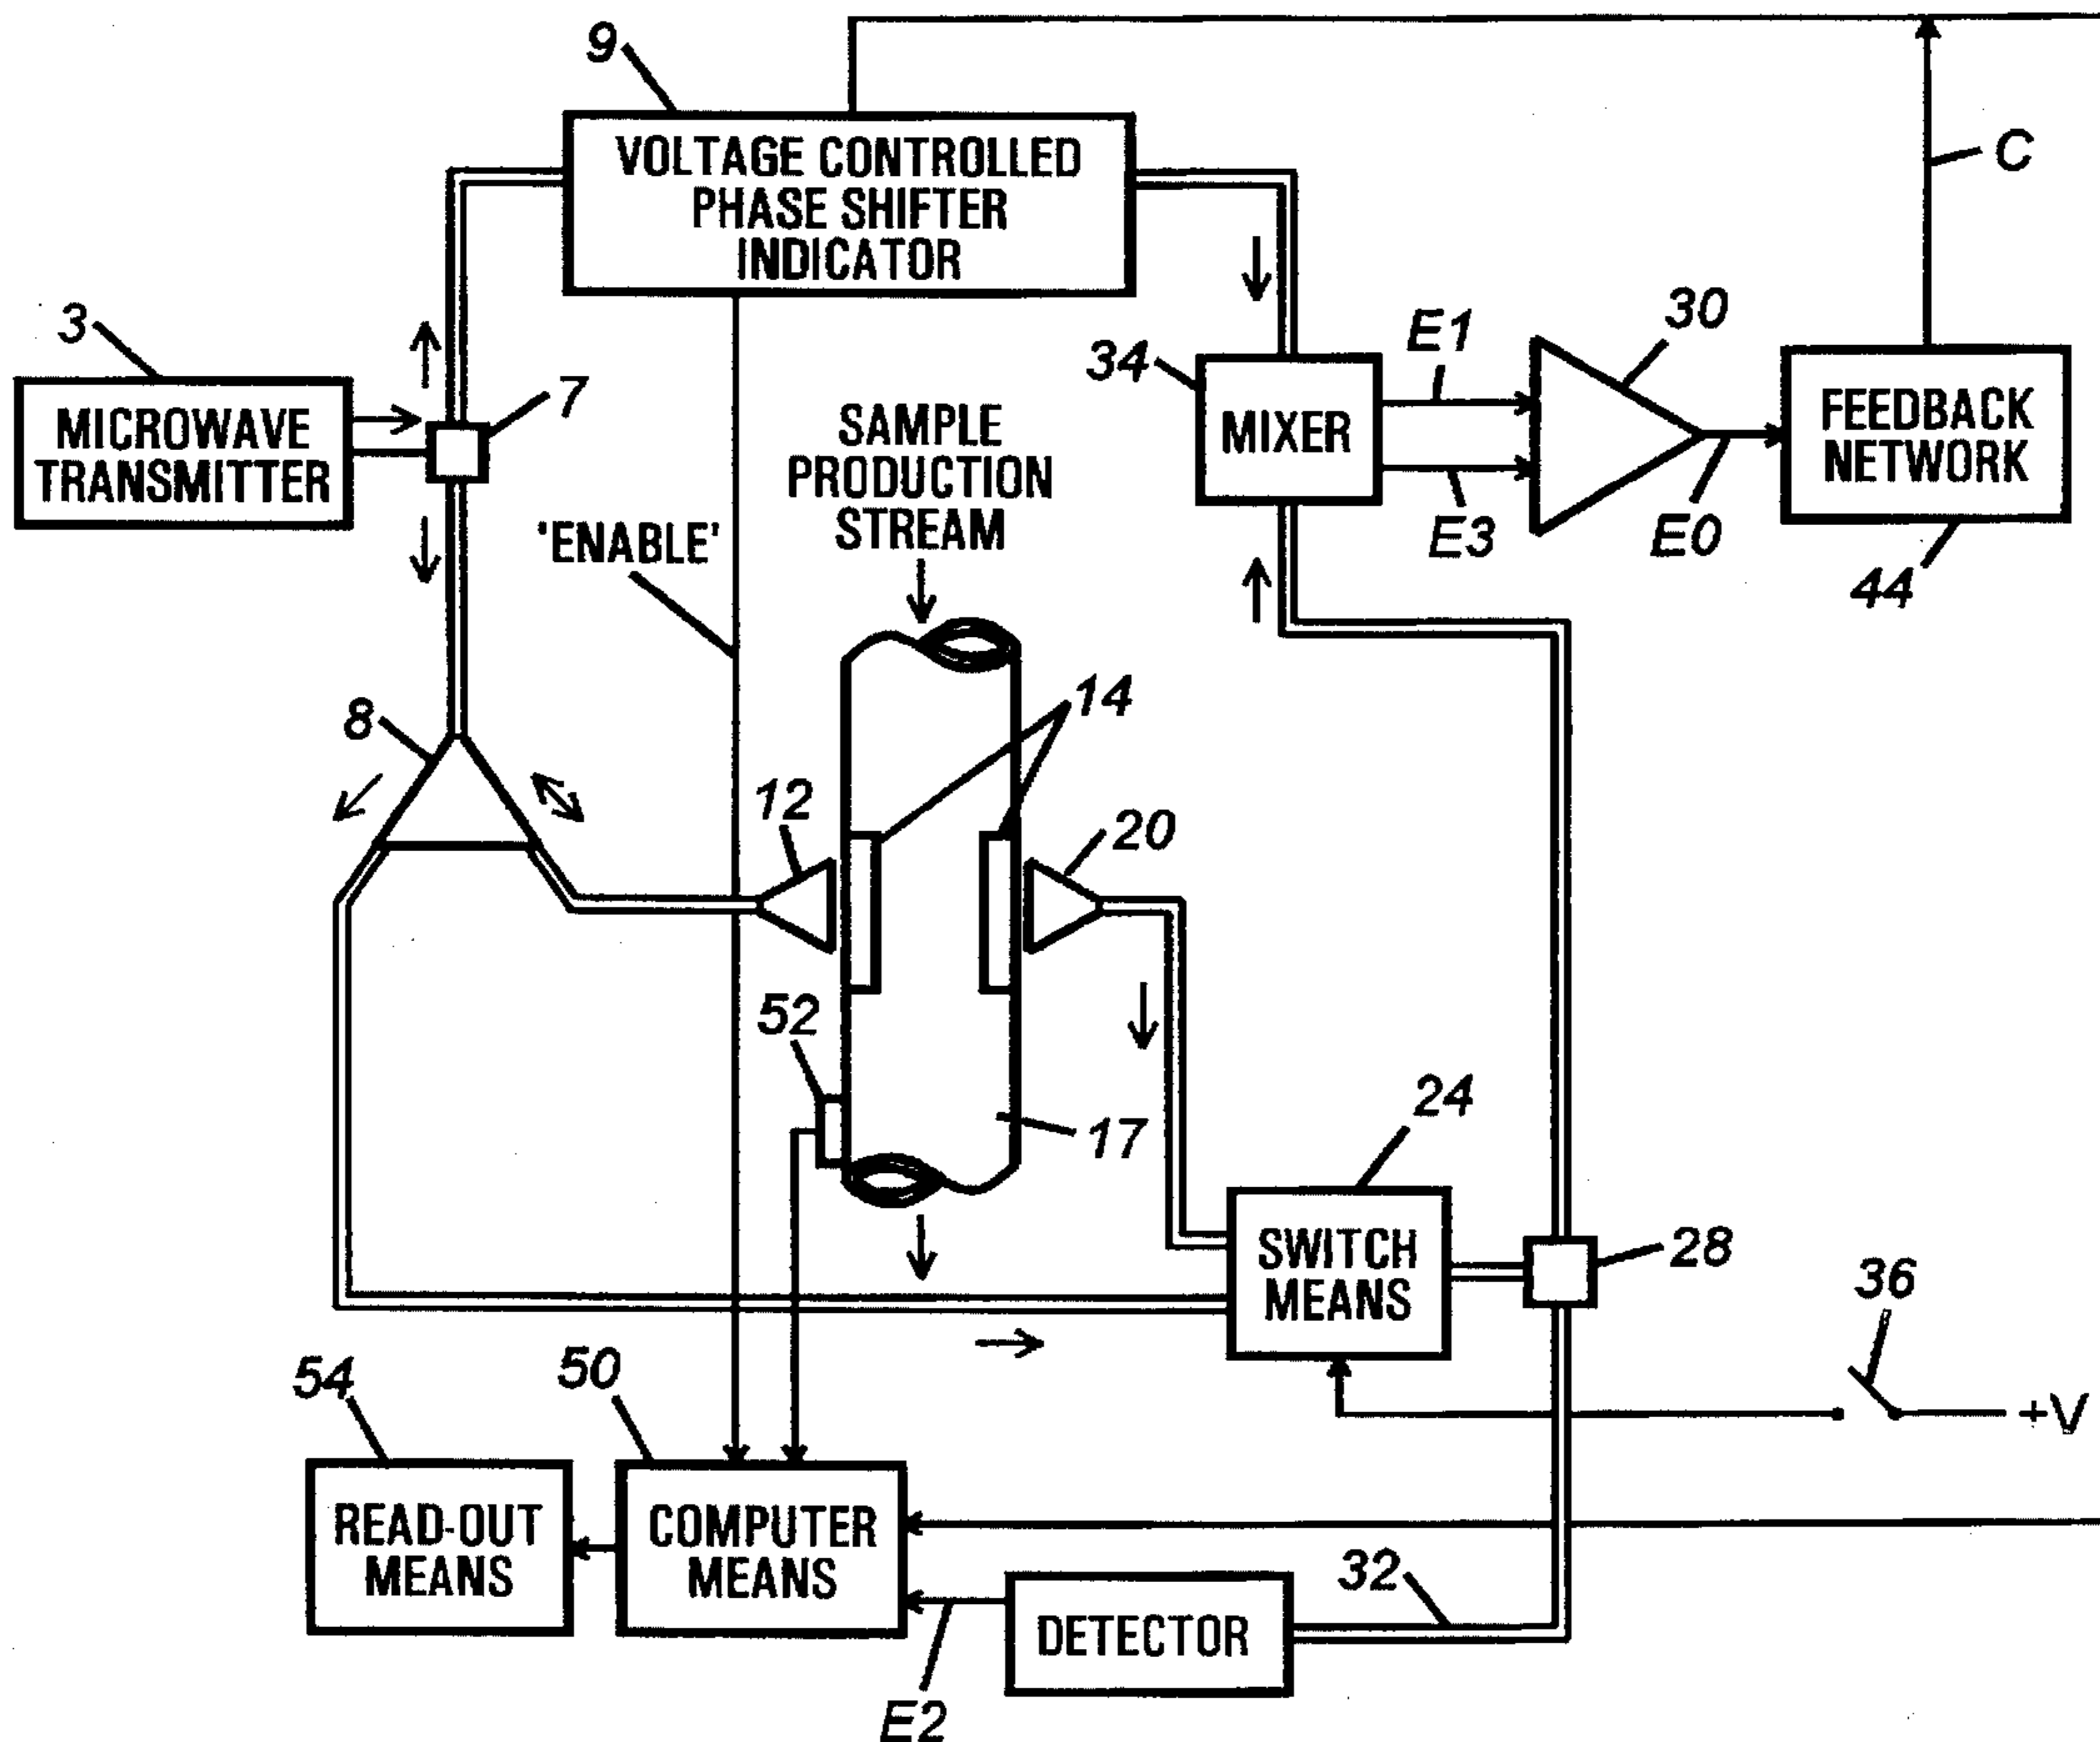 9
VOLTAGE CONTROLLED
PHASE SHIFTER
INDICATOR
C
3
MICROWAVE
TRANSMITTER
7
SAMPLE
PRODUCTION
STREAM
34
MIXER
E1
E3
30
E0
FEEDBACK
NETWORK
44
'ENABLE'
8
12
14
20
52
17
24
SWITCH
MEANS
28
36
+V
54
READ-OUT
MEANS
50
COMPUTER
MEANS
32
DETECTOR
E2